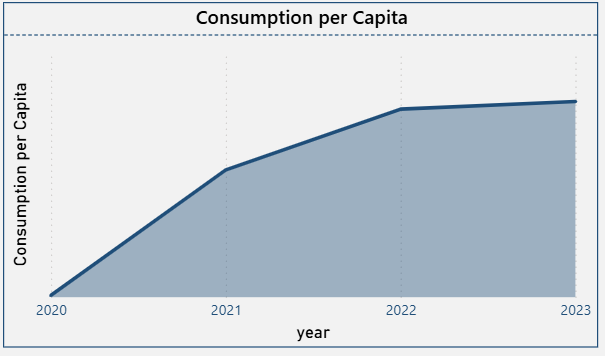 Consumption per Capita
Consumption per Capita
2020 2021 2022 2023
year